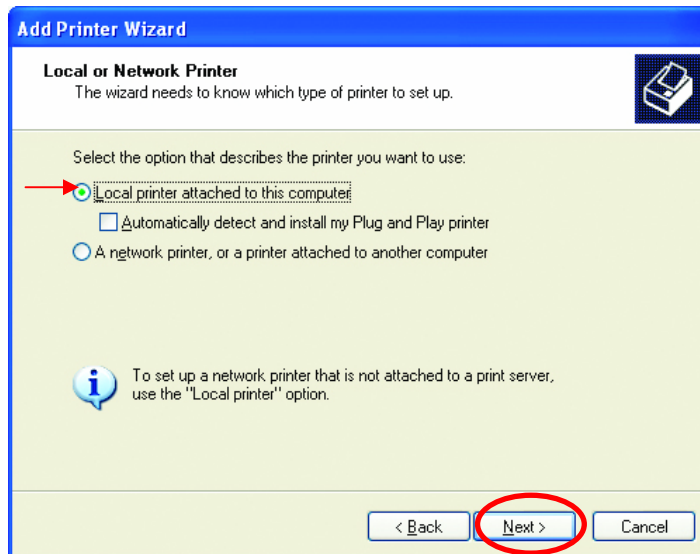 Add Printer Wizard
Local or Network Printer
The wizard needs to know which type of printer to set up.
Select the option that describes the printer you want to use:
Local printer attached to this computer
Automatically detect and install my Plug and Play printer
A network printer, or a printer attached to another computer
To set up a network printer that is not attached to a print server,
use the "Local printer" option.
< Back
Next >
Cancel